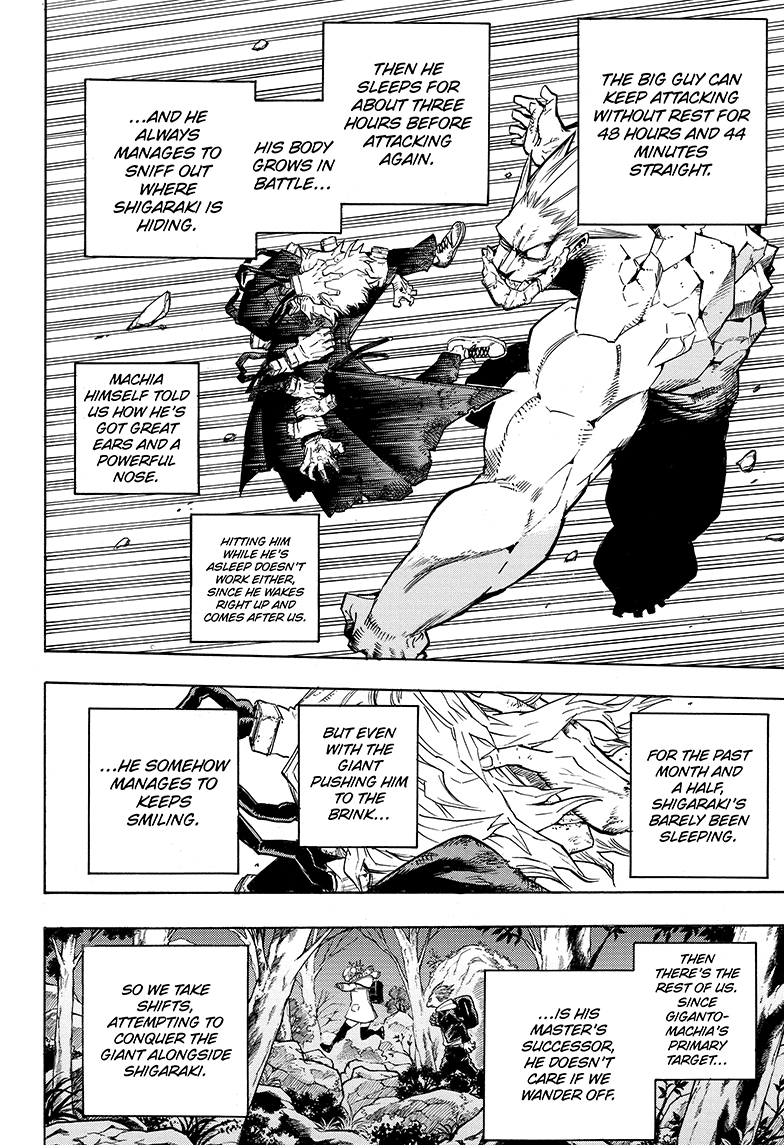 THE BIG GUY CAN
KEEP ATTACKING
WITHOUT REST FOR
48 HOURS AND 44
MINUTES
STRAIGHT.
THEN HE
SLEEPS FOR
ABOUT THREE
HOURS BEFORE
ATTACKING
AGAIN.
HIS BODY
GROWS IN
BATTLE...
...AND HE
ALWAYS
MANAGES TO
SNIFF OUT
WHERE
SHIGARAKI IS
HIDING.
MACHIA
HIMSELF TOLD
US HOW HE'S
GOT GREAT
EARS AND A
POWERFUL
NOSE.
HITTING HIM
WHILE HE'S
ASLEEP DOESN'T
WORK EITHER,
SINCE HE WAKES
RIGHT UP AND
COMES AFTER US.
FOR THE PAST
MONTH AND
A HALF,
SHIGARAKI'S
BARELY BEEN
SLEEPING.
BUT EVEN
WITH THE
GIANT
PUSHING HIM
TO THE
BRINK...
...HE SOMEHOW
MANAGES TO
KEEPS
SMILING.
THEN
THERE'S THE
REST OF US.
SINCE
GIGANTO-
MACHIA'S
PRIMARY
TARGET...
...IS HIS
MASTER'S
SUCCESSOR,
HE DOESN'T
CARE IF WE
WANDER OFF.
SO WE TAKE
SHIFTS,
ATTEMPTING TO
CONQUER THE
GIANT ALONGSIDE
SHIGARAKI.